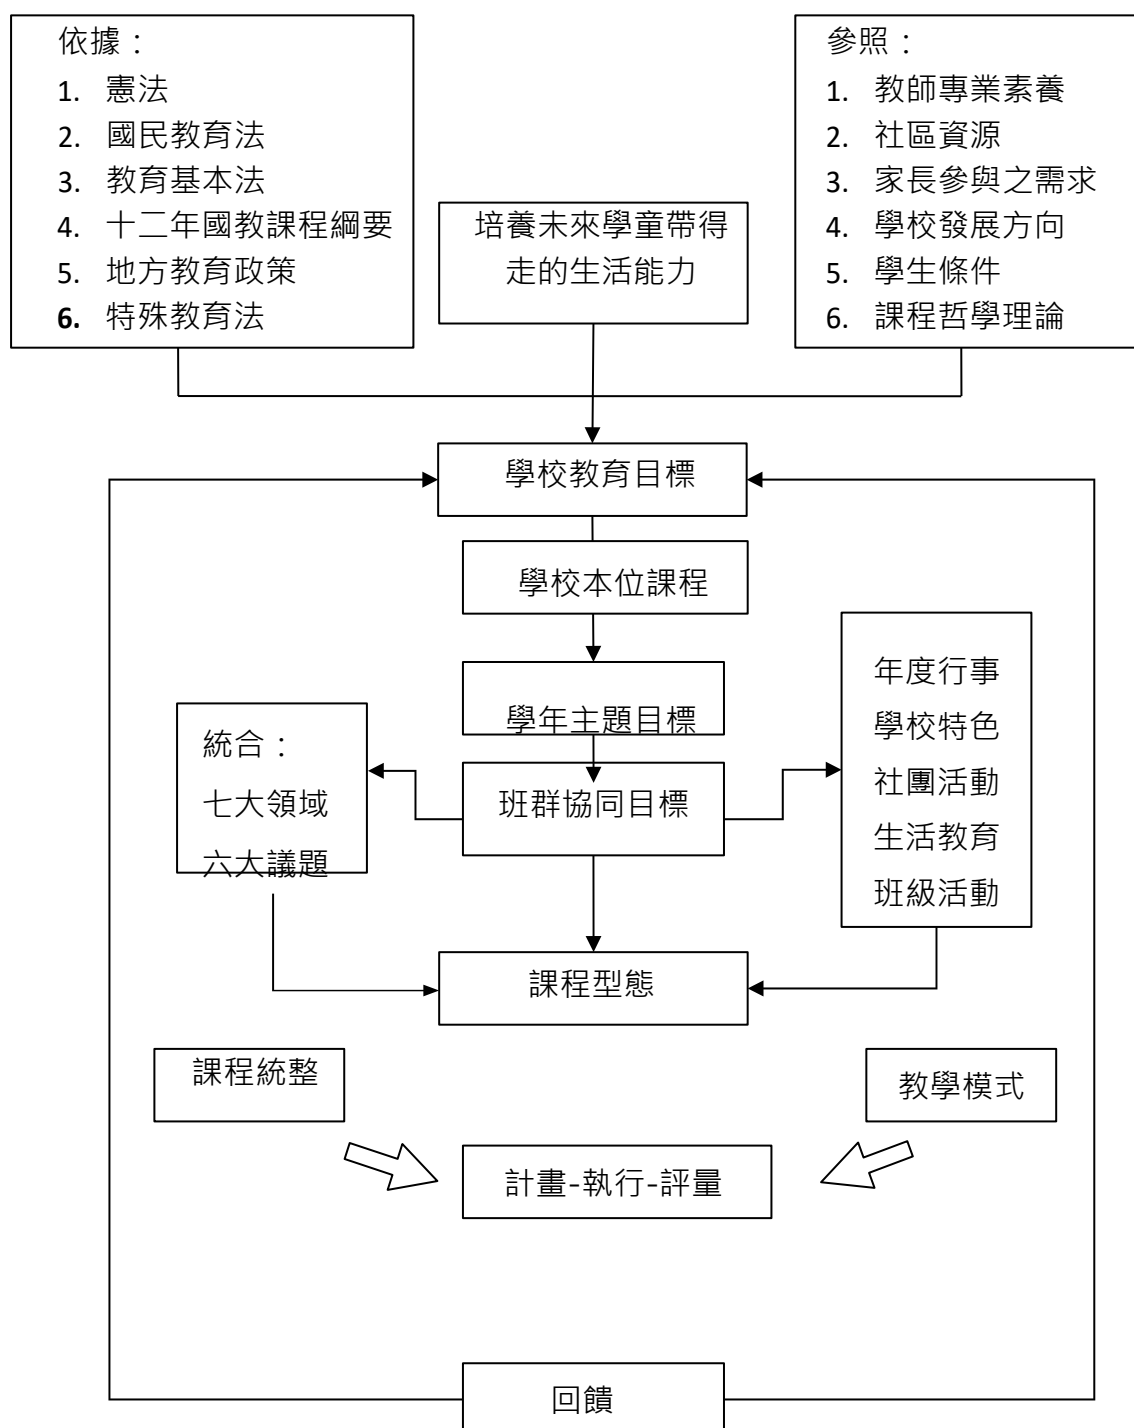 依據：
1. 憲法
2. 國民教育法
3. 教育基本法
4. 十二年國教課程綱要
5. 地方教育政策
6. 特殊教育法
培養未來學童帶得
走的生活能力
參照：
1. 教師專業素養
2. 社區資源
3. 家長參與之需求
4. 學校發展方向
5. 學生條件
6. 課程哲學理論
學校教育目標
學校本位課程
學年主題目標
統合：
七大領域
六大議題
班群協同目標
年度行事
學校特色
社團活動
生活教育
班級活動
課程型態
課程統整
教學模式
計畫-執行-評量
回饋